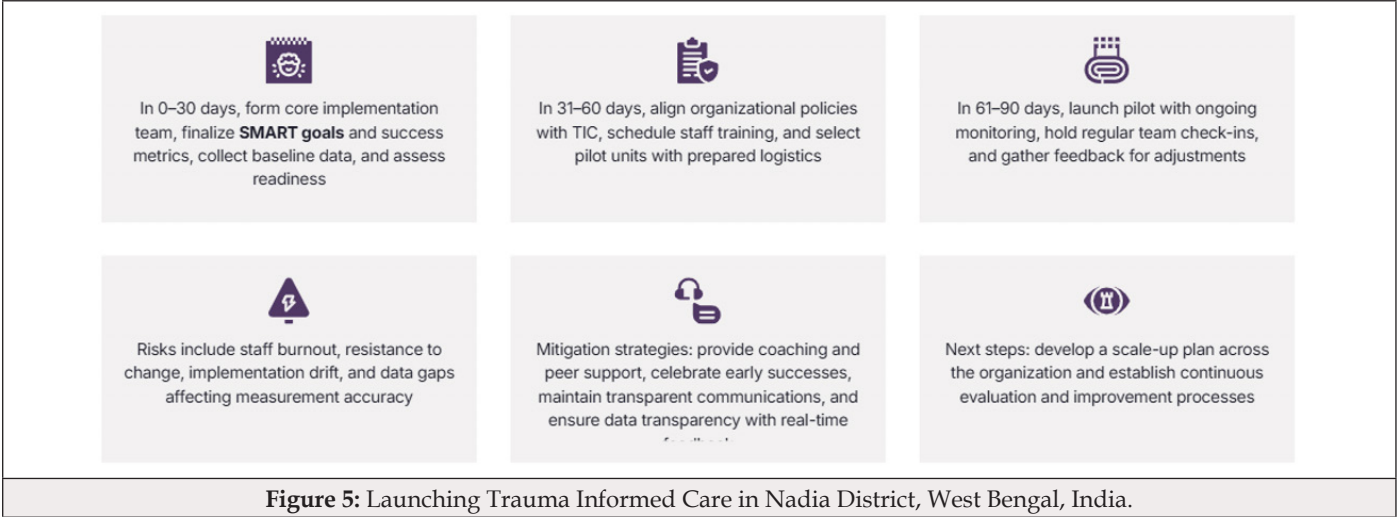 In 0–30 days, form core implementation
team, finalize SMART goals and success
metrics, collect baseline data, and assess
readiness
In 31–60 days, align organizational policies
with TIC, schedule staff training, and select
pilot units with prepared logistics
In 61–90 days, launch pilot with ongoing
monitoring, hold regular team check-ins,
and gather feedback for adjustments
Risks include staff burnout, resistance to
change, implementation drift, and data gaps
affecting measurement accuracy
Mitigation strategies: provide coaching and
peer support, celebrate early successes,
maintain transparent communications, and
ensure data transparency with real-time
Next steps: develop a scale-up plan across
the organization and establish continuous
evaluation and improvement processes
Figure 5: Launching Trauma Informed Care in Nadia District, West Bengal, India.